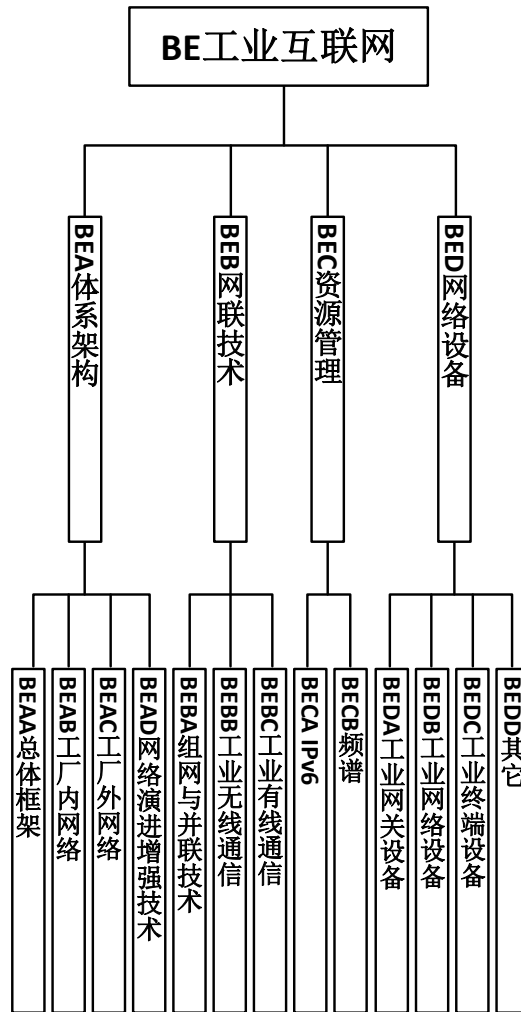 BE工业互联网
BEA体系架构
BEB网联技术
BEC资源管理
BED网络设备
BEAA总体框架
BEAB工厂内网络
BEAC工厂外网络
BEAD网络演进增强技术
BEBA组网与并联技术
BEBB工业无线通信
BEBC工业有线通信
BECA IPv6
BECB频谱
BEDA工业网关设备
BEDB工业网络设备
BEDC工业终端设备
BEDD其它